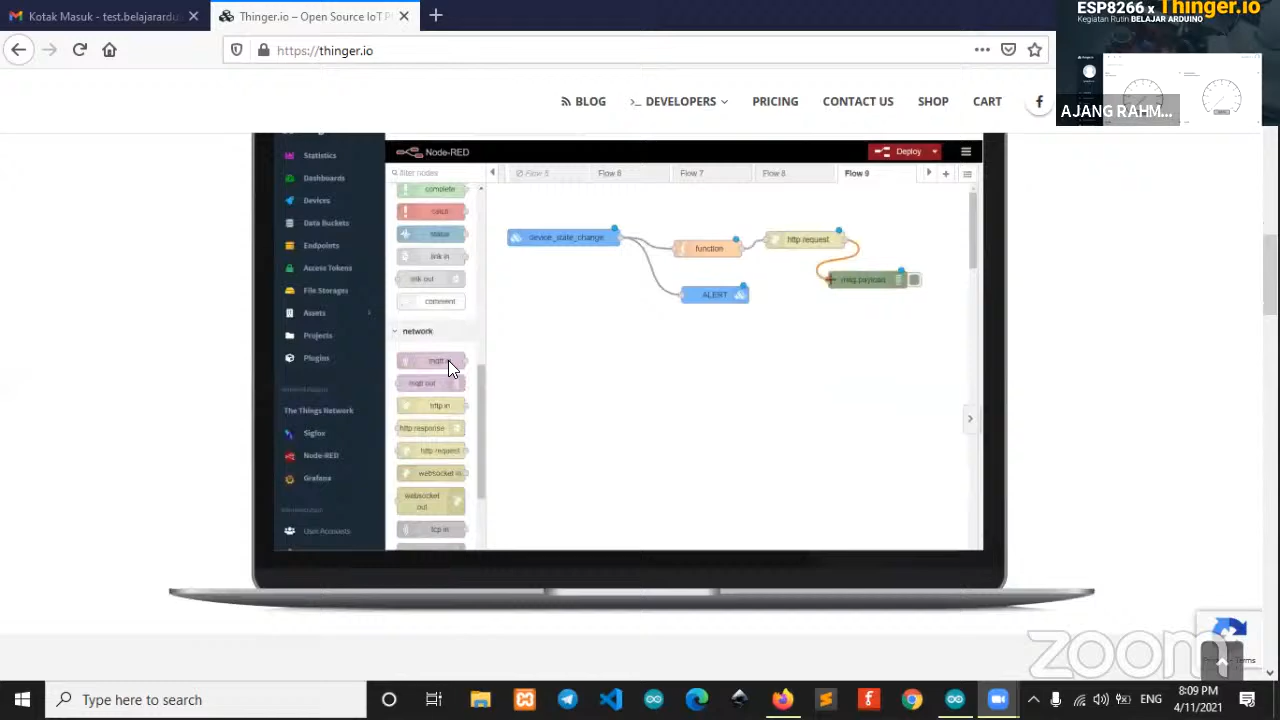 Kotak Masuk - test.belajarardu
Thinger.io – Open Source IoT Pl
https://thinger.io
ESP8266 x Thinger.io
Kegiatan Rutin BELAJAR ARDUINO
AJANG RAHM...
BLOG
>_ DEVELOPERS
PRICING
CONTACT US
SHOP
CART
Statistics
Dashboards
Devices
Data Buckets
Endpoints
Access Tokens
File Storages
Assets
Projects
Plugins
The Things Network
Sigfox
Node-RED
Grafana
User Accounts
Node-RED
Deploy
filter nodes
Flow 6
Flow 7
Flow 8
Flow 9
complete
catch
status
link in
link out
comment
network
mqtt
mqtt out
http in
http response
http request
websocket in
websocket
out
tcp in
device_state_change
function
http request
msg.payload
ALERT
zoom
Terms
Type here to search
ENG
8:09 PM
4/11/2021